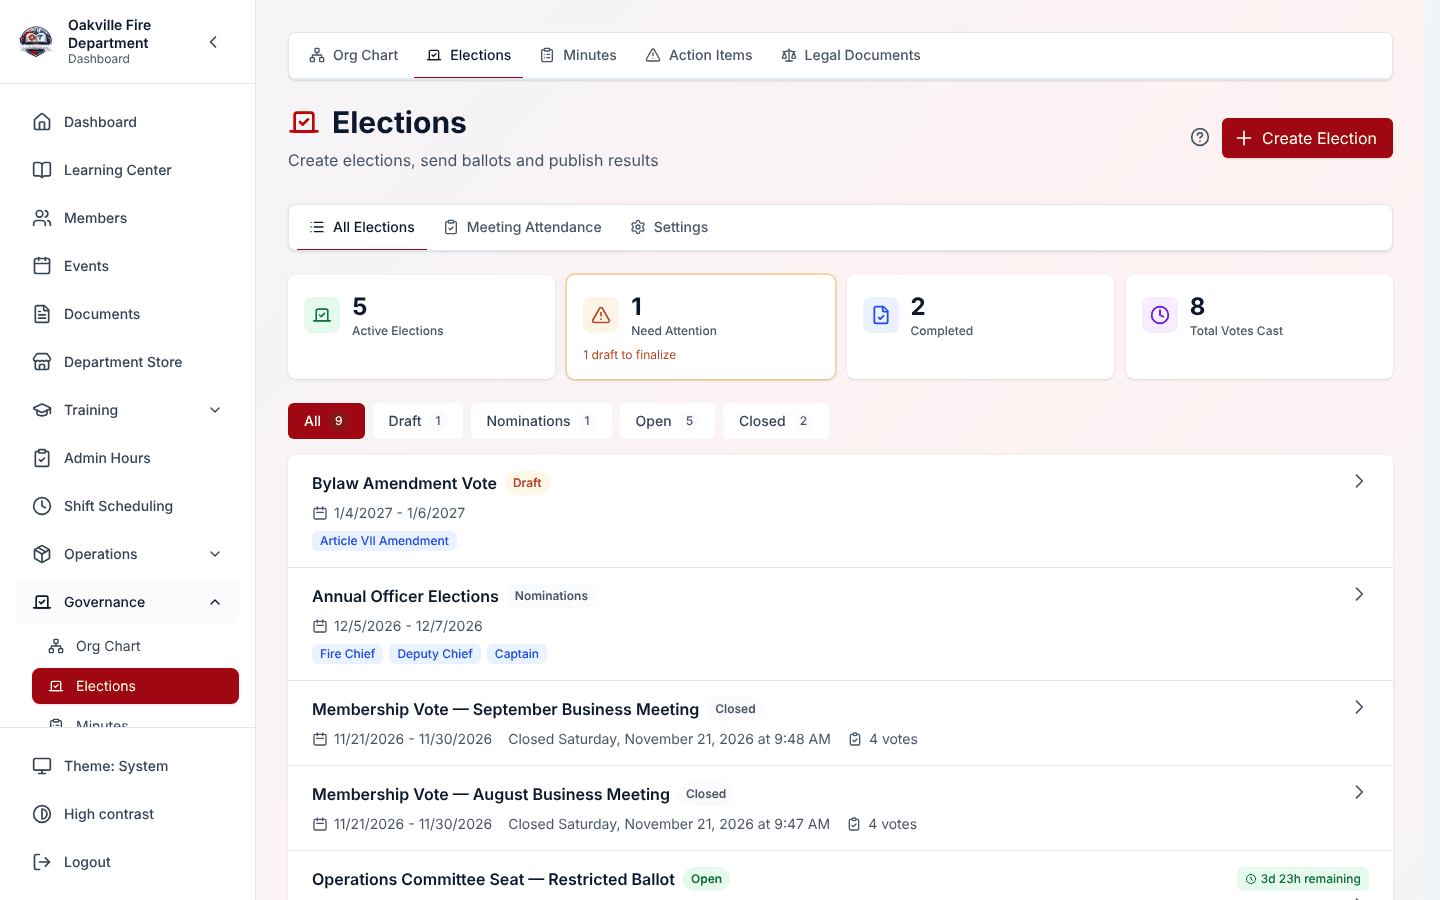 Oakville Fire
Department
Dashboard
Dashboard
Learning Center
Members
Events
Documents
Department Store
Training
Admin Hours
Shift Scheduling
Operations
Governance
Org Chart
Elections
Minutes
Theme: System
High contrast
Logout
Org Chart Elections Minutes Action Items Legal Documents
Elections
Create elections, send ballots and publish results
Create Election
All Elections Meeting Attendance Settings
5
Active Elections
1
Need Attention
1 draft to finalize
2
Completed
8
Total Votes Cast
All 9 Draft 1 Nominations 1 Open 5 Closed 2
Bylaw Amendment Vote Draft
1/4/2027 - 1/6/2027
Article VII Amendment
Annual Officer Elections Nominations
12/5/2026 - 12/7/2026
Fire Chief Deputy Chief Captain
Membership Vote — September Business Meeting Closed
11/21/2026 - 11/30/2026 Closed Saturday, November 21, 2026 at 9:48 AM 4 votes
Membership Vote — August Business Meeting Closed
11/21/2026 - 11/30/2026 Closed Saturday, November 21, 2026 at 9:47 AM 4 votes
Operations Committee Seat — Restricted Ballot Open 3d 23h remaining